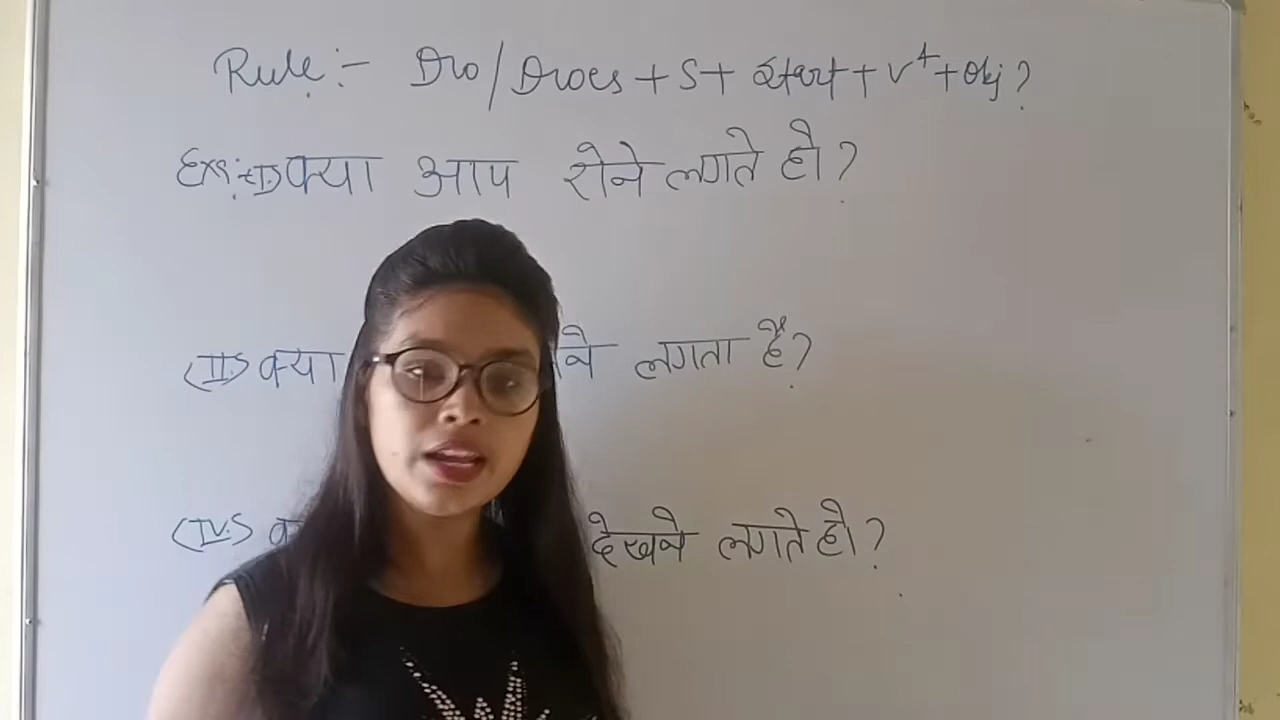 Rule :- Do/Does + S + start + v⁴ + obj ?
Ex:- (I) क्या आप रोने लगते हो ?
(II) क्या लगता है ?
(IV) देखने लगते हो ?